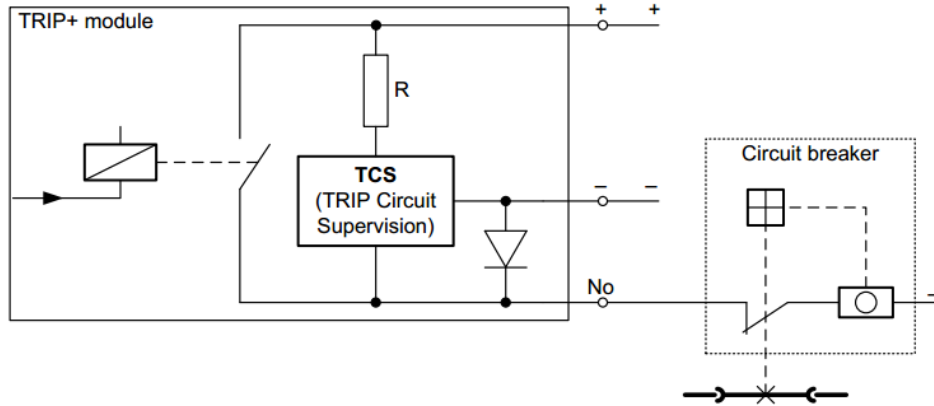 TRIP+ module
+ +
R
TCS
(TRIP Circuit
Supervision)
– –
No
Circuit breaker
–